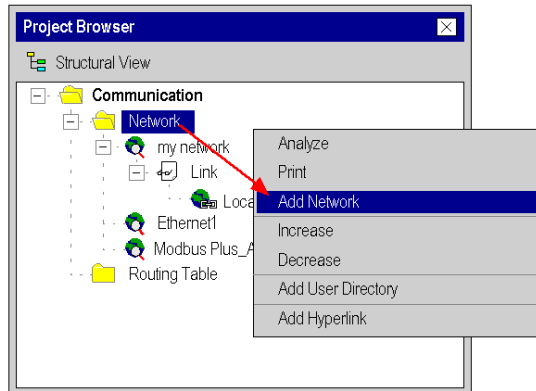 Project Browser
Structural View
Communication
Network
my network
Link
Loca
Ethernet1
Modbus Plus_A
Routing Table
Analyze
Print
Add Network
Increase
Decrease
Add User Directory
Add Hyperlink